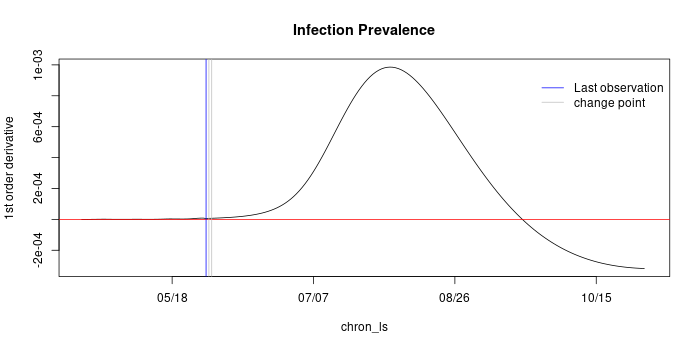 Infection Prevalence
1e-03
6e-04
2e-04
-2e-04
1st order derivative
Last observation
change point
05/18
07/07
08/26
10/15
chron_ls